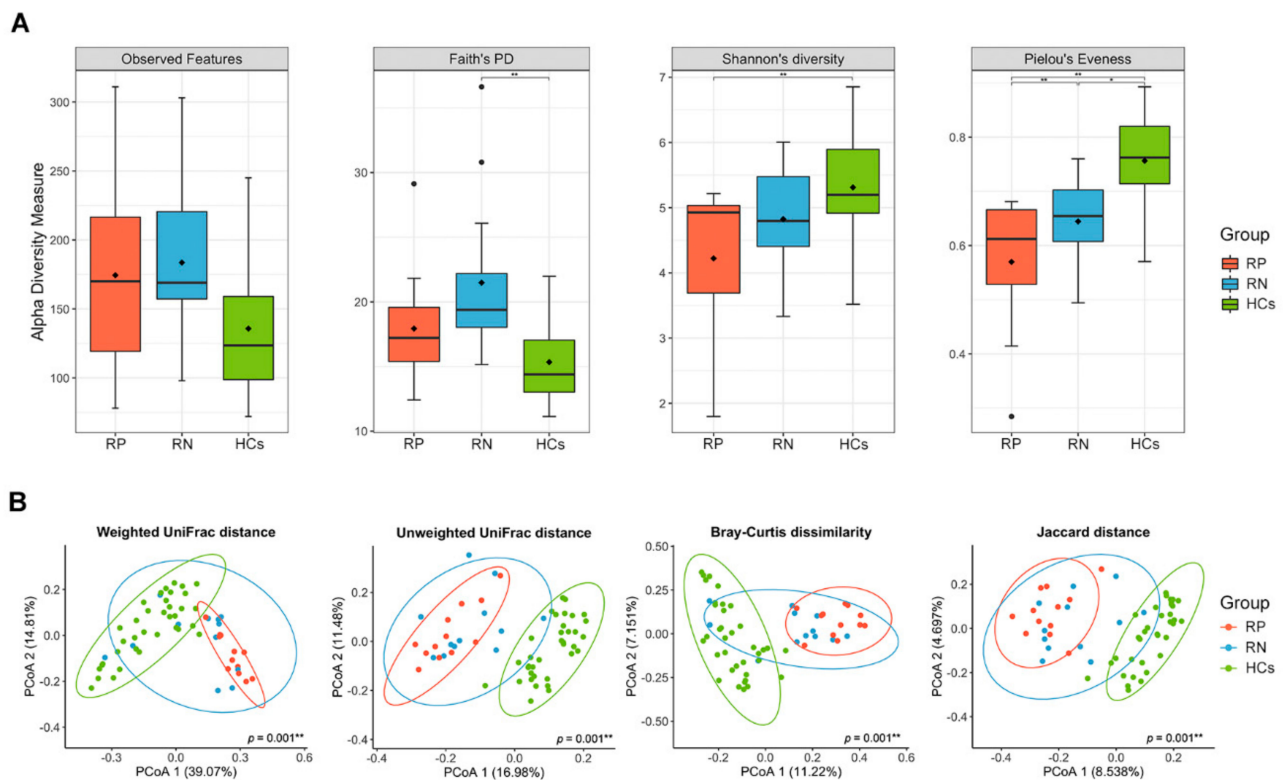 A
Observed Features
Faith's PD
Shannon's diversity
Pielou's Eveness
Alpha Diversity Measure
300
250
200
150
100
RP RN HCs
**
30
20
10
RP RN HCs
**
7
6
5
4
3
2
RP RN HCs
**
** *
0.8
0.6
0.4
RP RN HCs
Group
RP
RN
HCs
B
Weighted UniFrac distance
PCoA 2 (14.81%)
0.2
0.0
-0.2
-0.4
p = 0.001**
-0.3 0.0 0.3 0.6
PCoA 1 (39.07%)
Unweighted UniFrac distance
PCoA 2 (11.48%)
0.2
0.0
-0.2
-0.4
p = 0.001**
-0.4 -0.2 0.0 0.2
PCoA 1 (16.98%)
Bray-Curtis dissimilarity
PCoA 2 (7.151%)
0.50
0.25
0.00
-0.25
-0.50
p = 0.001**
-0.4 0.0 0.4 0.8
PCoA 1 (11.22%)
Jaccard distance
PCoA 2 (4.697%)
0.2
0.0
-0.2
-0.4
p = 0.001**
-0.4 -0.2 0.0 0.2
PCoA 1 (8.538%)
Group
RP
RN
HCs